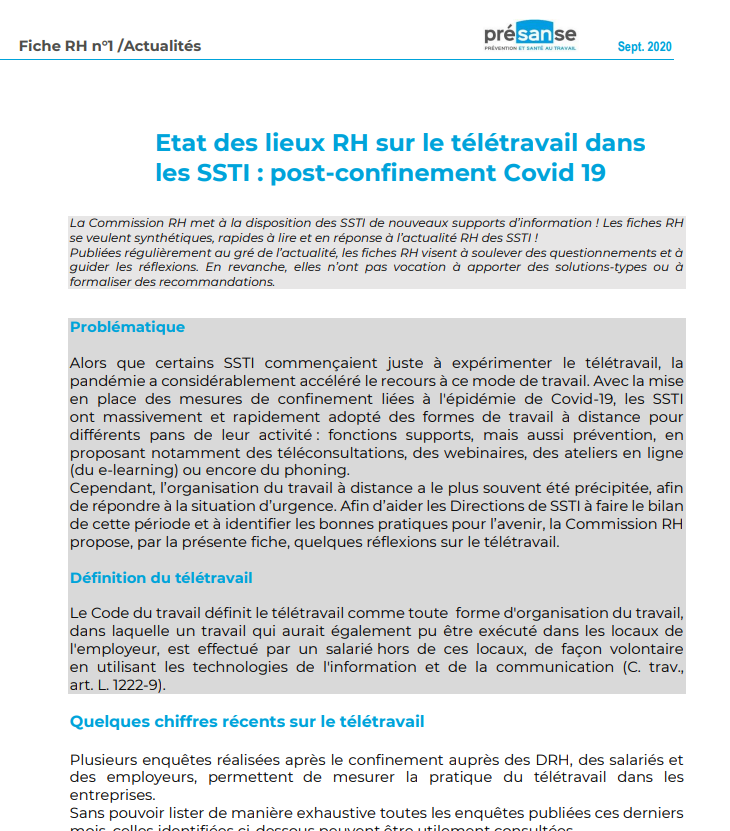 Fiche RH n°1 /Actualités
présanse
PRÉVENTION ET SANTÉ AU TRAVAIL
Sept. 2020
Etat des lieux RH sur le télétravail dans
les SSTI : post-confinement Covid 19
La Commission RH met à la disposition des SSTI de nouveaux supports d'information ! Les fiches RH
se veulent synthétiques, rapides à lire et en réponse à l'actualité RH des SSTI !
Publiées régulièrement au gré de l'actualité, les fiches RH visent à soulever des questionnements et à
guider les réflexions. En revanche, elles n'ont pas vocation à apporter des solutions-types ou à
formaliser des recommandations.
Problématique
Alors que certains SSTI commençaient juste à expérimenter le télétravail, la
pandémie a considérablement accéléré le recours à ce mode de travail. Avec la mise
en place des mesures de confinement liées à l'épidémie de Covid-19, les SSTI
ont massivement et rapidement adopté des formes de travail à distance pour
différents pans de leur activité : fonctions supports, mais aussi prévention, en
proposant notamment des téléconsultations, des webinaires, des ateliers en ligne
(du e-learning) ou encore du phoning.
Cependant, l'organisation du travail à distance a le plus souvent été précipitée, afin
de répondre à la situation d'urgence. Afin d'aider les Directions de SSTI à faire le bilan
de cette période et à identifier les bonnes pratiques pour l'avenir, la Commission RH
propose, par la présente fiche, quelques réflexions sur le télétravail.
Définition du télétravail
Le Code du travail définit le télétravail comme toute forme d'organisation du travail,
dans laquelle un travail qui aurait également pu être exécuté dans les locaux de
l'employeur, est effectué par un salarié hors de ces locaux, de façon volontaire
en utilisant les technologies de l'information et de la communication (C. trav.,
art. L. 1222-9).
Quelques chiffres récents sur le télétravail
Plusieurs enquêtes réalisées après le confinement auprès des DRH, des salariés et
des employeurs, permettent de mesurer la pratique du télétravail dans les
entreprises.
Sans pouvoir lister de manière exhaustive toutes les enquêtes publiées ces derniers
mois, celles identifiées ci-dessous peuvent être utilement consultées.